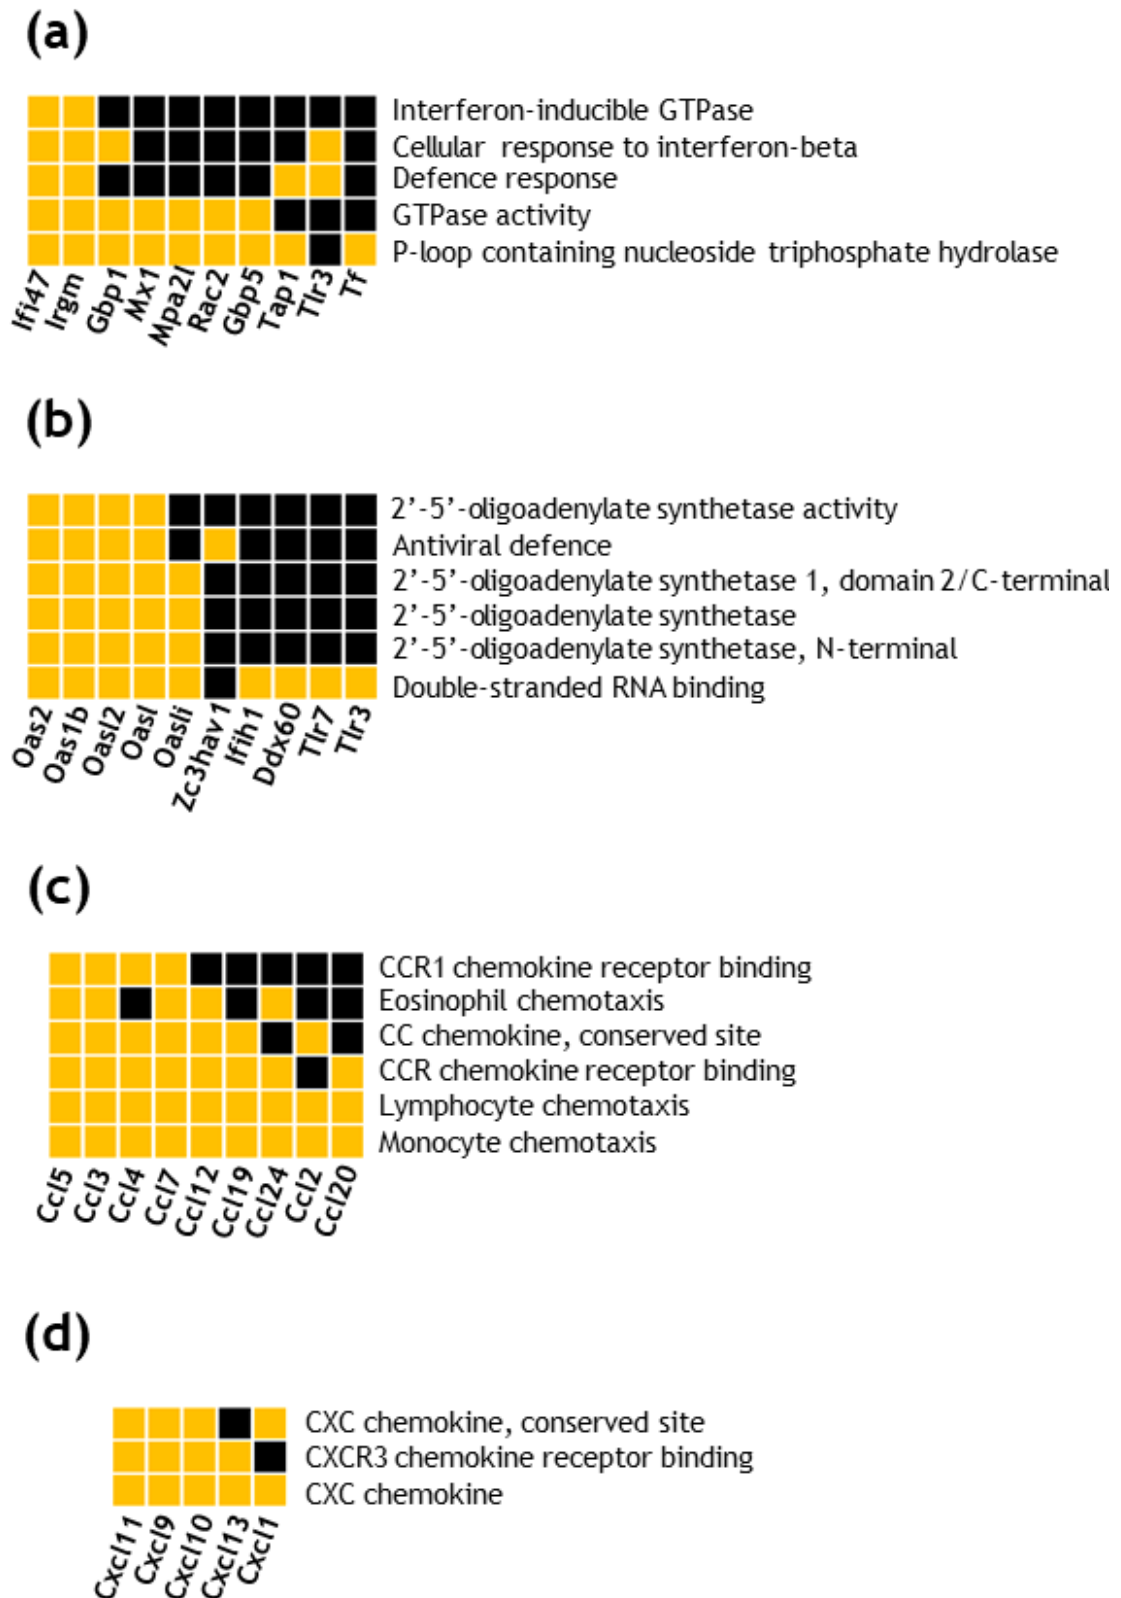 (a)
Interferon-inducible GTPase
Cellular response to interferon-beta
Defence response
GTPase activity
P-loop containing nucleoside triphosphate hydrolase
Ifi47 Irgm Gbp1 Mx1 Mpa2l Rac2 Gbp5 Tap1 Tlr3 Tf
(b)
2’-5’-oligoadenylate synthetase activity
Antiviral defence
2’-5’-oligoadenylate synthetase 1, domain 2/C-terminal
2’-5’-oligoadenylate synthetase
2’-5’-oligoadenylate synthetase, N-terminal
Double-stranded RNA binding
Oas2 Oas1b Oasl2 Oasl Oasli Zc3hav1 Ifih1 Ddx60 Tlr7 Tlr3
(c)
CCR1 chemokine receptor binding
Eosinophil chemotaxis
CC chemokine, conserved site
CCR chemokine receptor binding
Lymphocyte chemotaxis
Monocyte chemotaxis
Ccl5 Ccl3 Ccl4 Ccl7 Ccl12 Ccl19 Ccl24 Ccl2 Ccl20
(d)
CXC chemokine, conserved site
CXCR3 chemokine receptor binding
CXC chemokine
Cxcl11 Cxcl9 Cxcl10 Cxcl13 Cxcl1